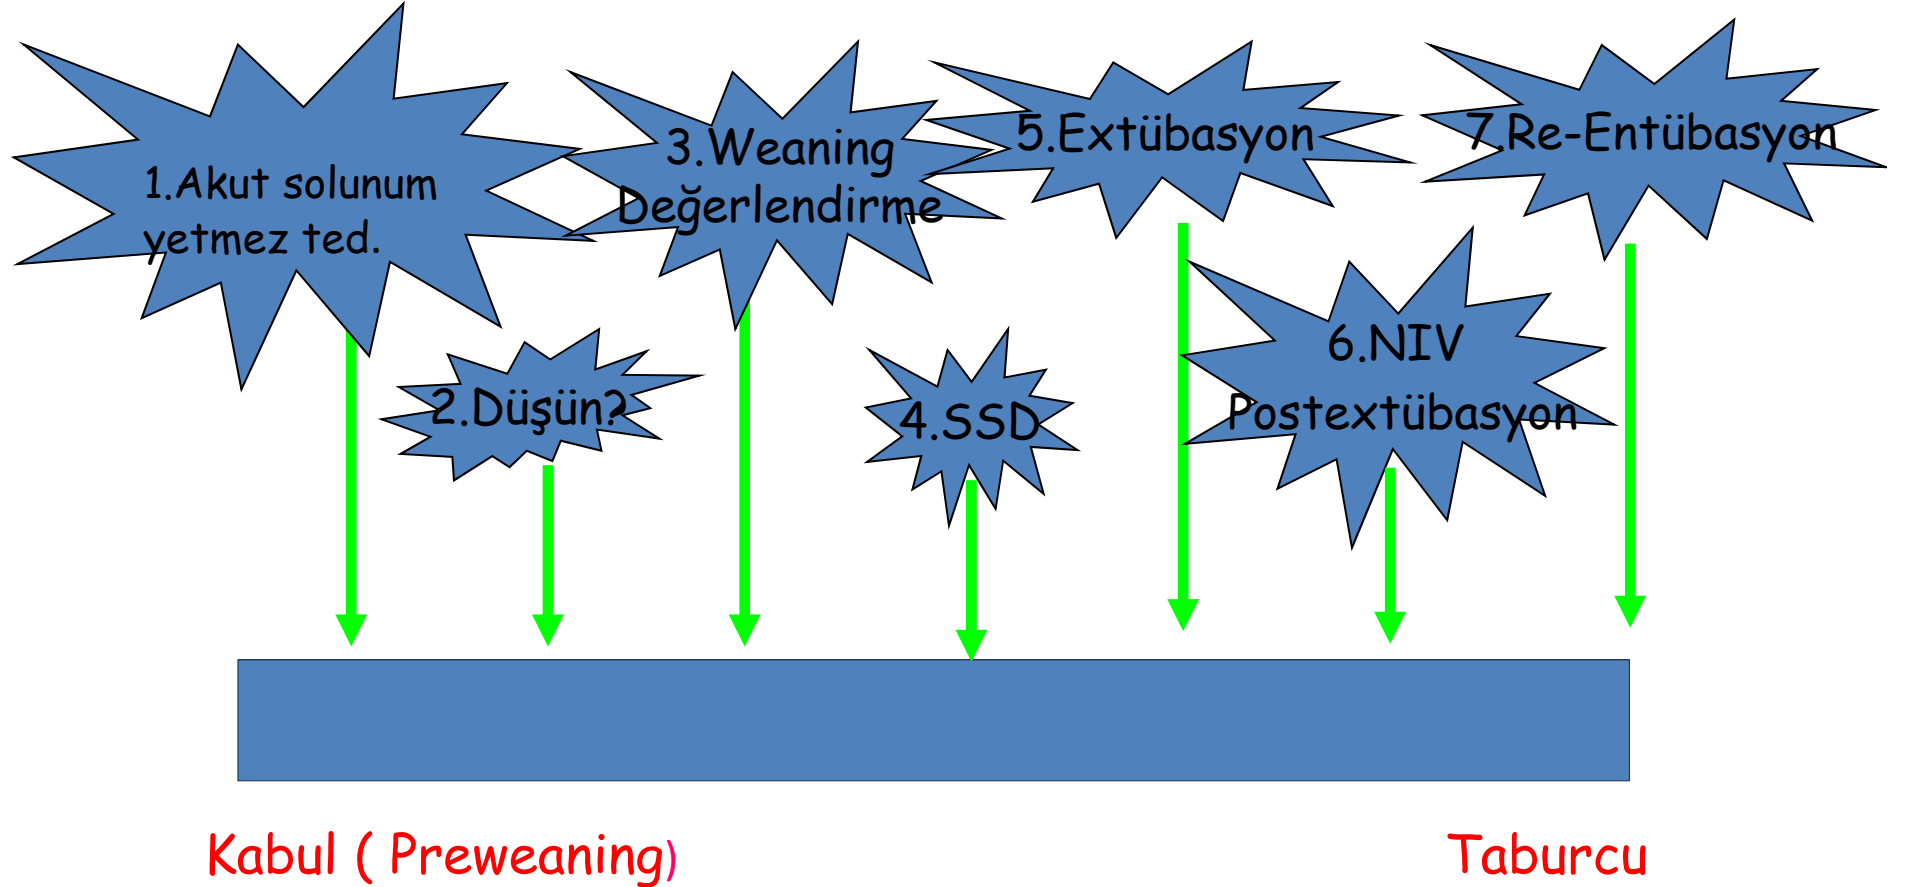 1.Akut solunum
yetmez ted.
2.Düşün?
3.Weaning
Değerlendirme
4.SSD
5.Extübasyon
6.NIV
Postextübasyon
7.Re-Entübasyon
Kabul ( Preweaning)
Taburcu